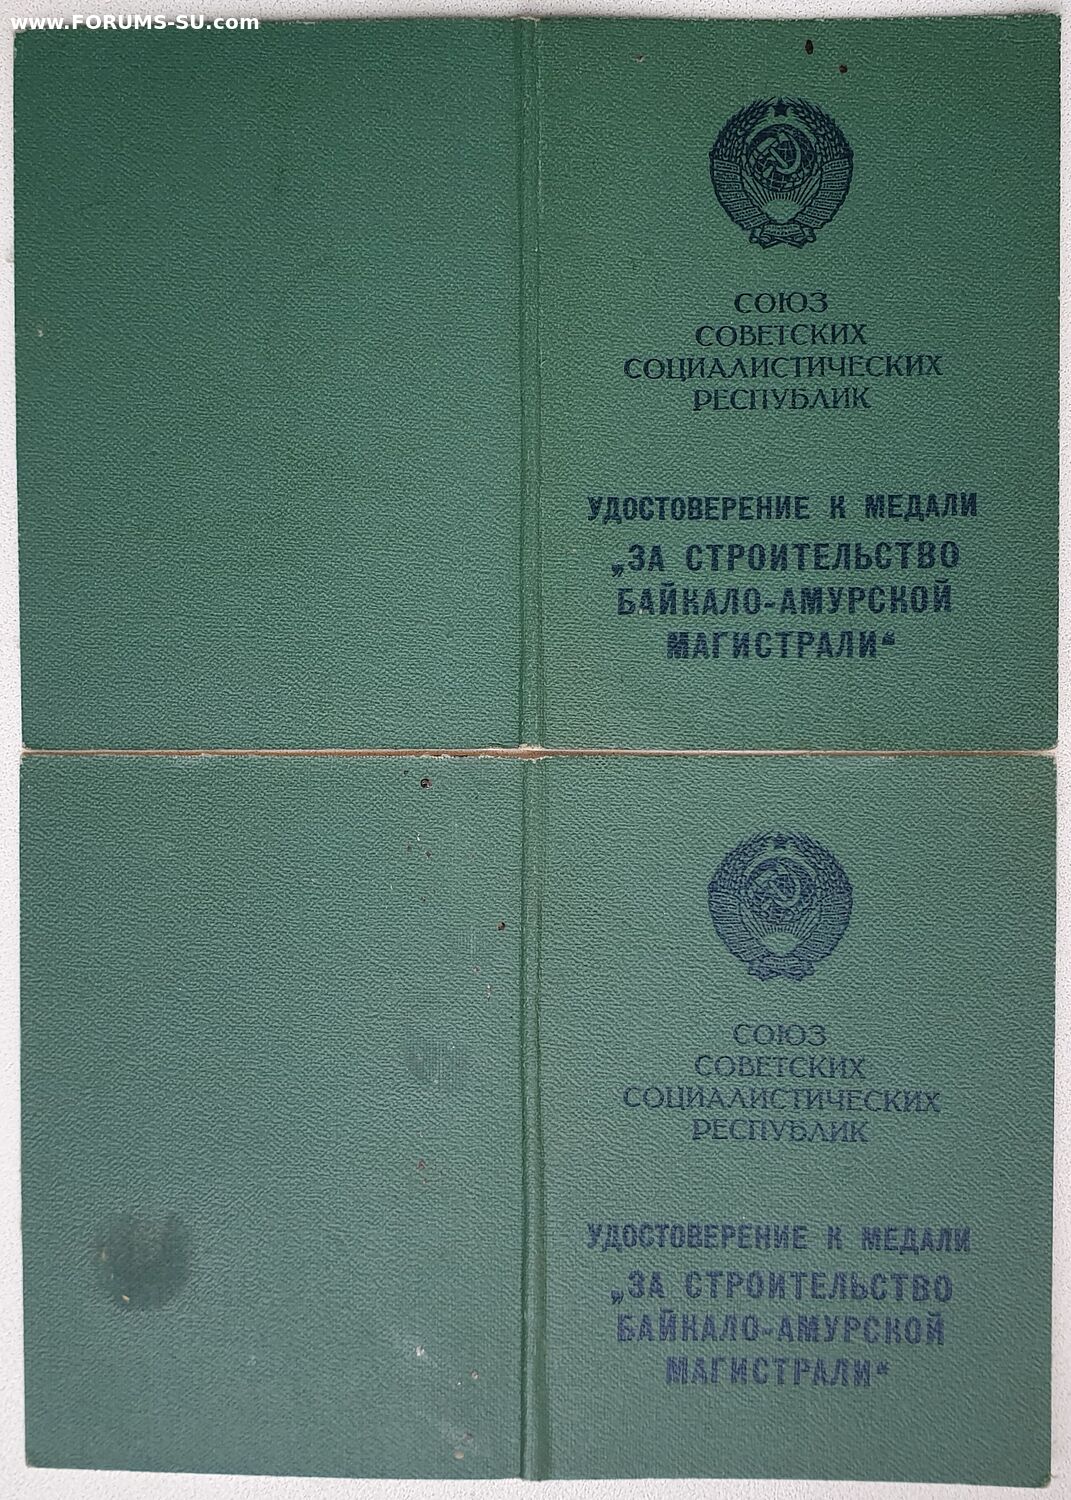 www.FORUMS-SU.com
СОЮЗ
СОВЕТСКИХ
СОЦИАЛИСТИЧЕСКИХ
РЕСПУБЛИК
УДОСТОВЕРЕНИЕ К МЕДАЛИ
„ЗА СТРОИТЕЛЬСТВО
БАЙКАЛО-АМУРСКОЙ
МАГИСТРАЛИ“
СОЮЗ
СОВЕТСКИХ
СОЦИАЛИСТИЧЕСКИХ
РЕСПУБЛИК
УДОСТОВЕРЕНИЕ К МЕДАЛИ
„ЗА СТРОИТЕЛЬСТВО
БАЙКАЛО-АМУРСКОЙ
МАГИСТРАЛИ“